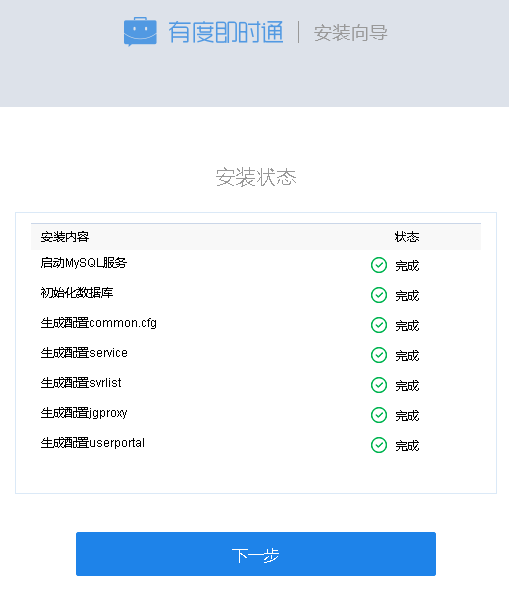 有度即时通 | 安装向导
安装状态
安装内容 状态
启动MySQL服务 完成
初始化数据库 完成
生成配置common.cfg 完成
生成配置service 完成
生成配置svrlist 完成
生成配置jgproxy 完成
生成配置userportal 完成
下一步